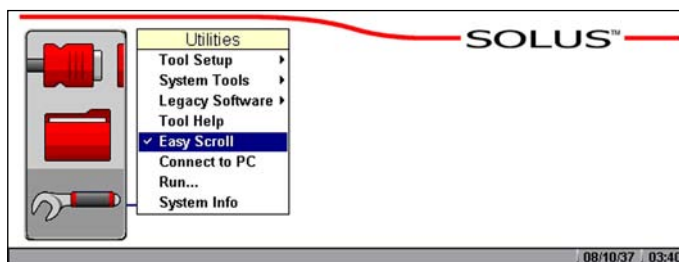 SOLUS™
Utilities
Tool Setup
System Tools
Legacy Software
Tool Help
Easy Scroll
Connect to PC
Run...
System Info
08/10/37 03:40